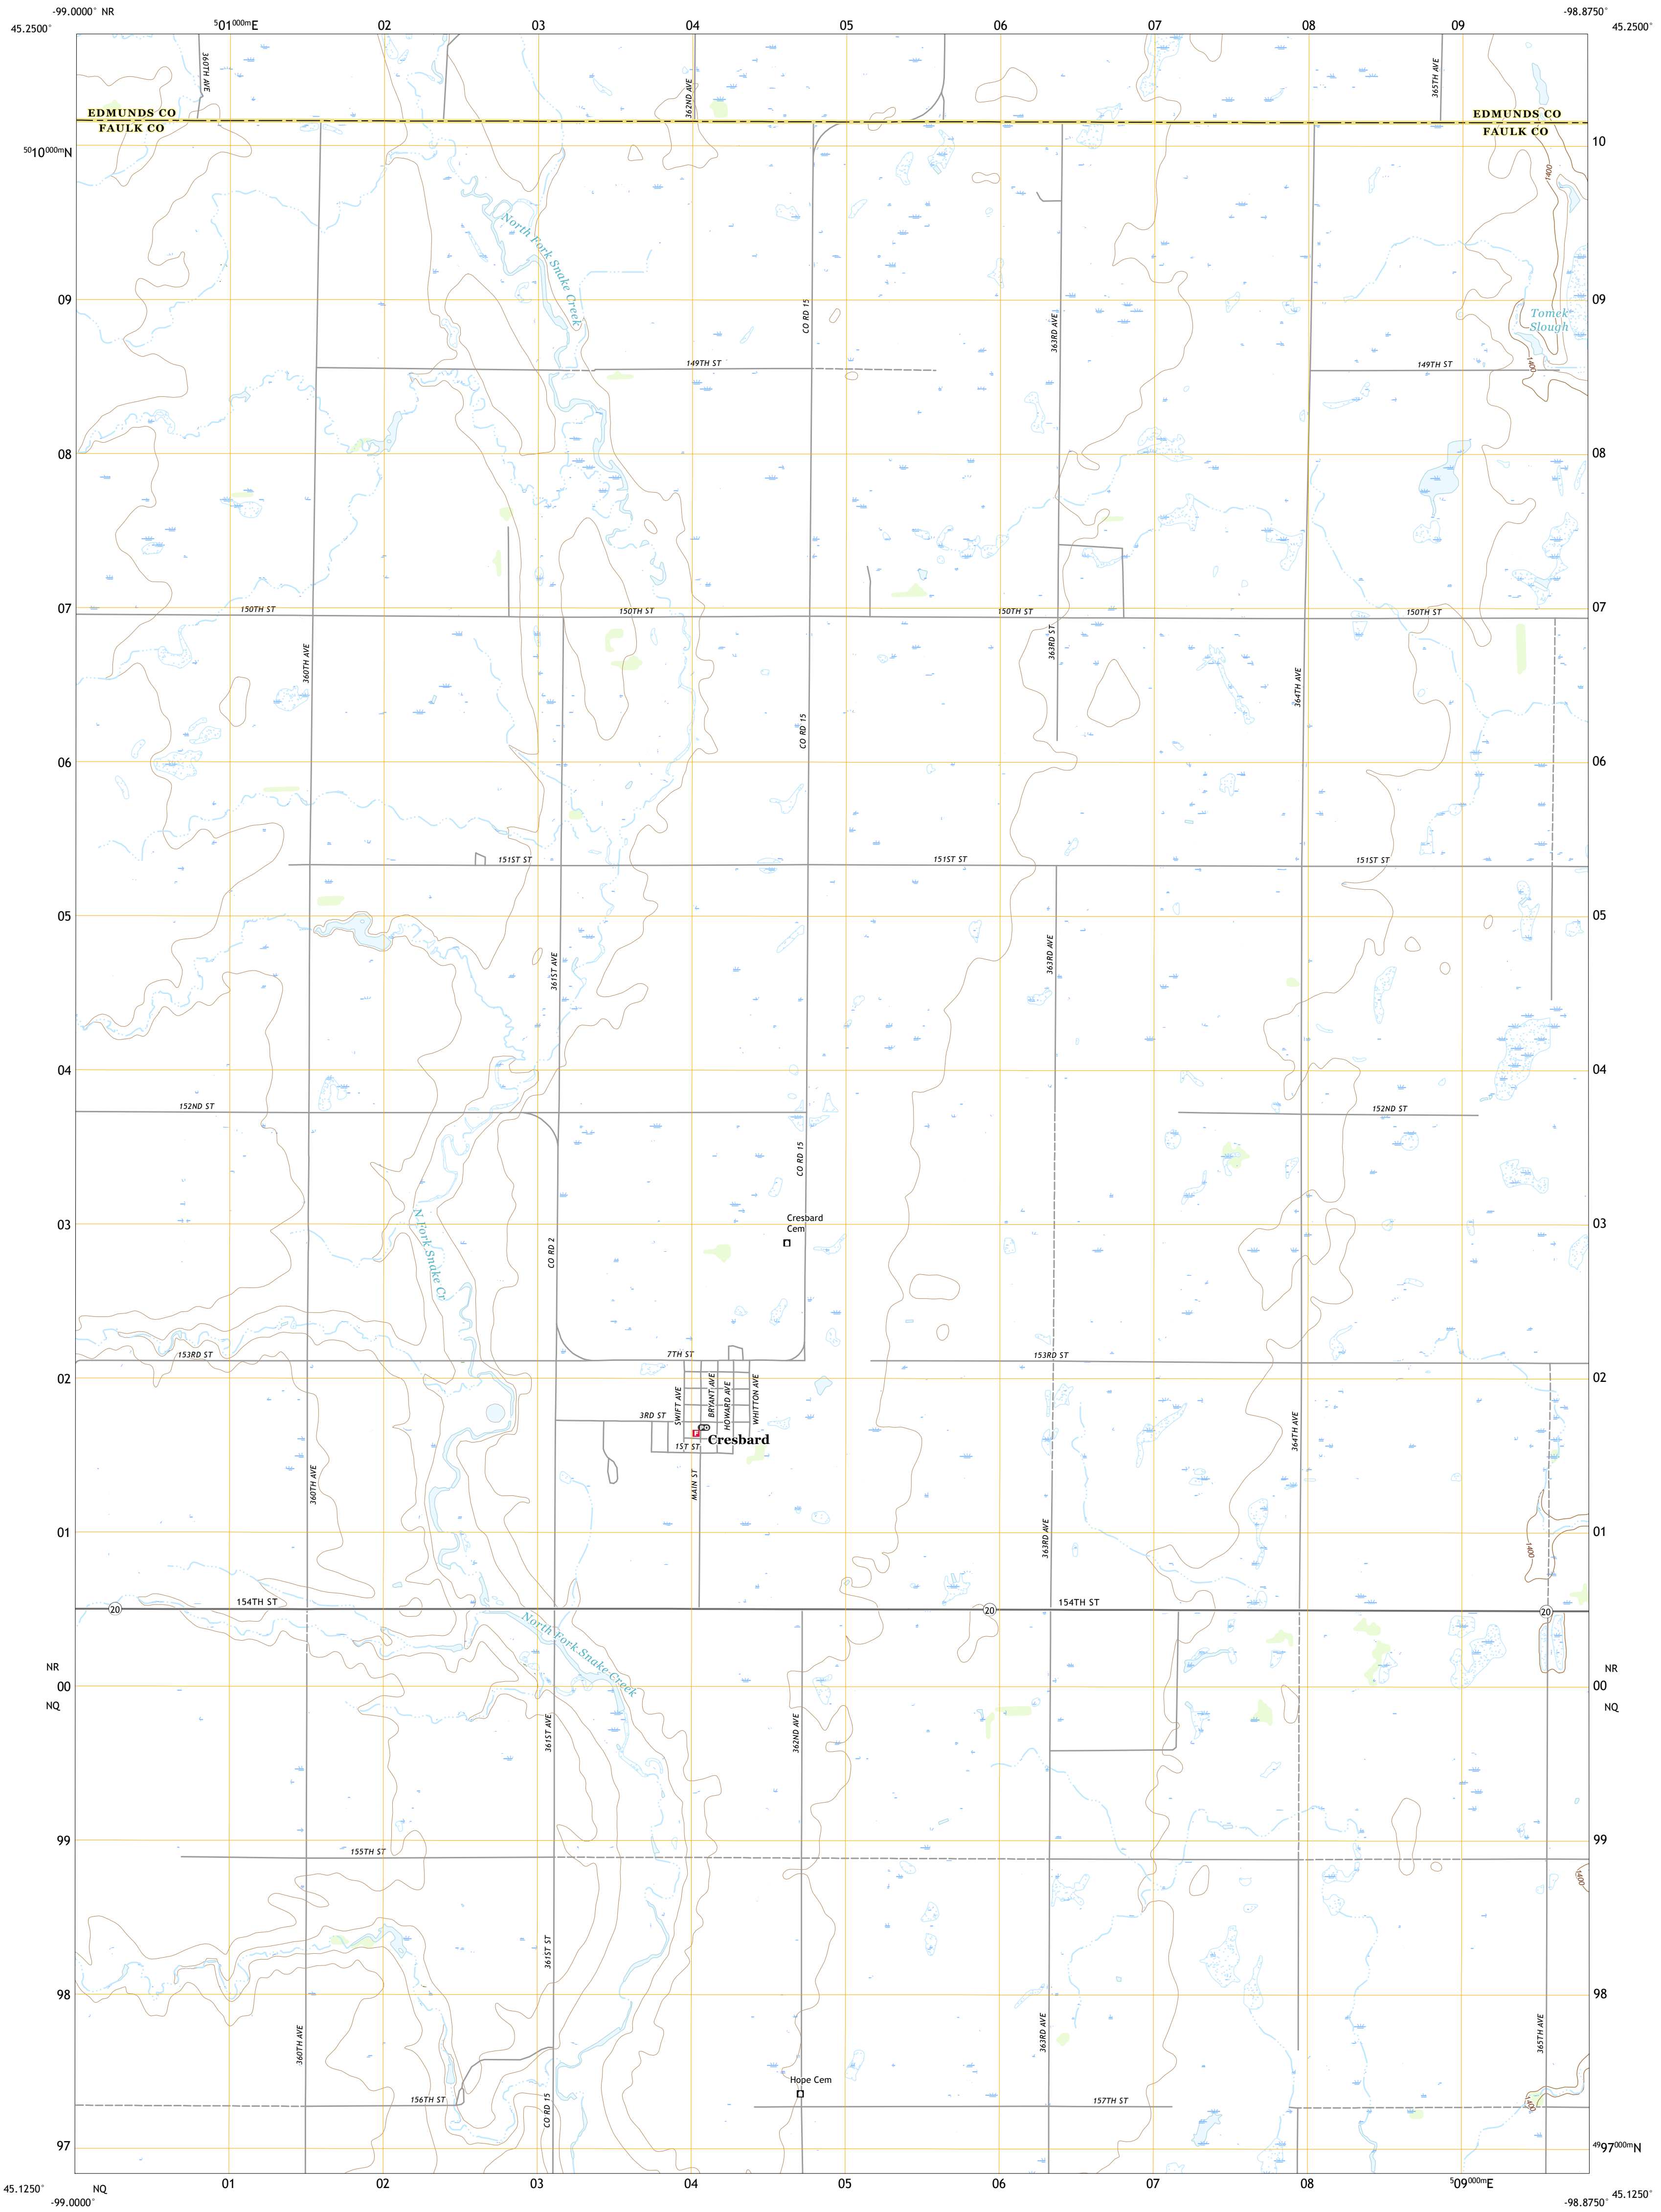 -99.0000° NR
501000mE
02
03
04
05
06
07
08
09
-98.8750°
45.2500°
45.2500°
360TH AVE
362ND AVE
365TH AVE
EDMUNDS CO
FAULK CO
EDMUNDS CO
FAULK CO
5010000mN
10
1400
North Fork Snake Creek
09
CO RD 15
363RD AVE
09
Tomek
Slough
149TH ST
149TH ST
1400
08
08
07
150TH ST
150TH ST
150TH ST
150TH ST
07
360TH AVE
363RD ST
364TH AVE
CO RD 15
06
06
151ST ST
151ST ST
151ST ST
05
05
361ST AVE
363RD AVE
04
04
152ND ST
152ND ST
CO RD 15
03
Cresbard
Cem
03
N Fork Snake Cr
CO RD 2
153RD ST
7TH ST
153RD ST
02
02
SWIFT AVE
BRYANT AVE
HOWARD AVE
WHITTON AVE
3RD ST
PO
F
Cresbard
1ST ST
364TH AVE
360TH AVE
MAIN ST
01
363RD AVE
01
1400
154TH ST
154TH ST
20
20
20
North Fork Snake Creek
NR
NR
00
00
NQ
NQ
361ST AVE
362ND AVE
99
99
155TH ST
1400
361ST ST
98
98
360TH AVE
363RD AVE
365TH AVE
Hope Cem
156TH ST
CO RD 15
157TH ST
1400
97
4997000mN
45.1250°
NQ
-99.0000°
01
02
03
04
05
06
07
08
509000mE
45.1250°
-98.8750°